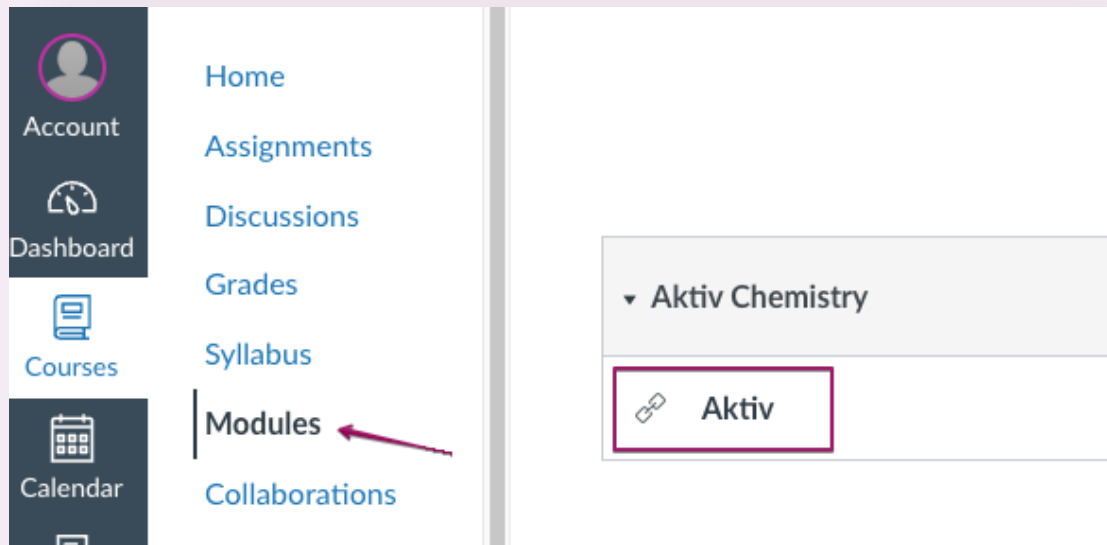 Account
Dashboard
Courses
Calendar
Home
Assignments
Discussions
Grades
Syllabus
Modules
Collaborations
Aktiv Chemistry
Aktiv